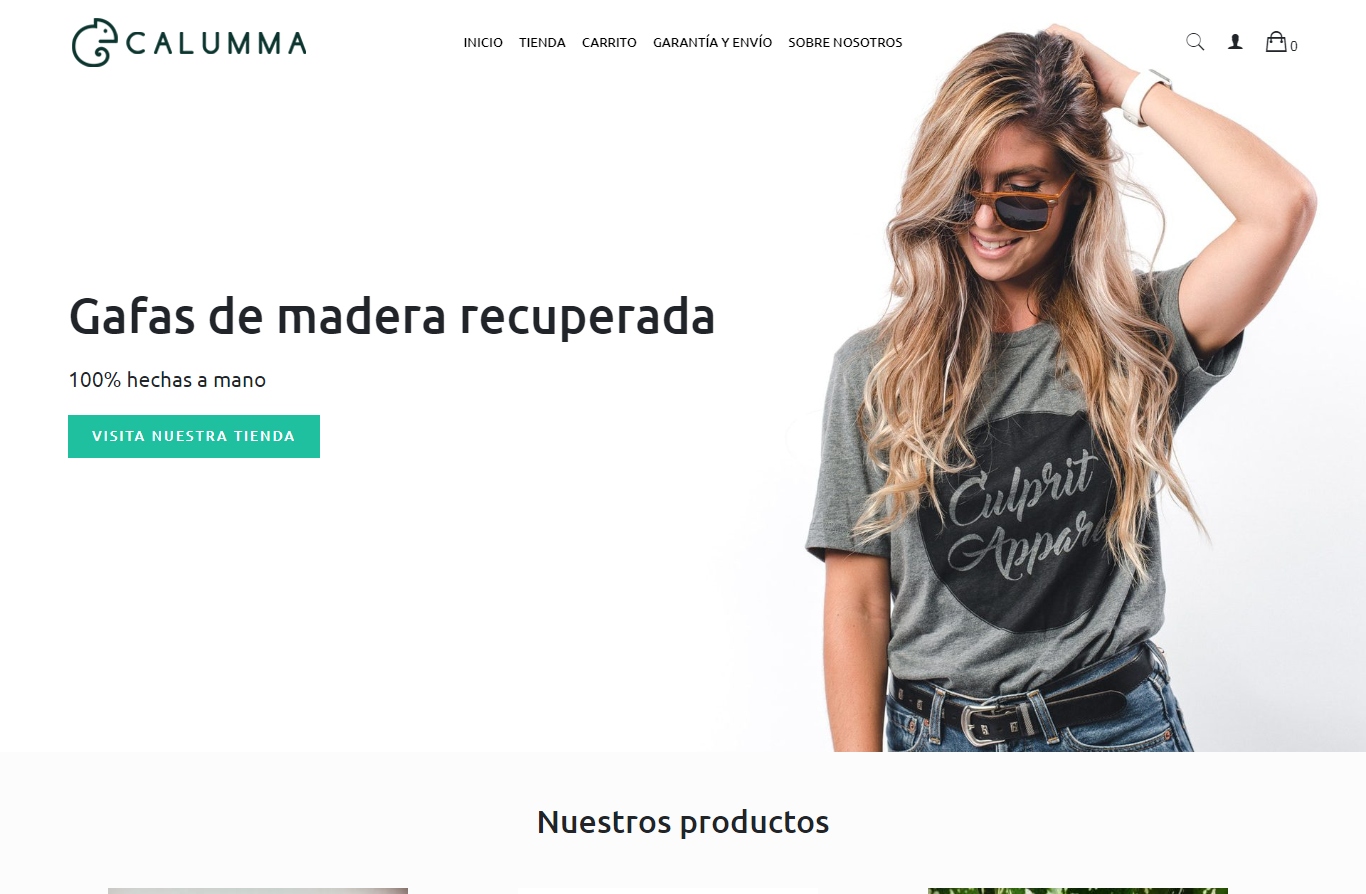 CALUMMA
INICIO TIENDA CARRITO GARANTÍA Y ENVÍO SOBRE NOSOTROS
0
Gafas de madera recuperada
100% hechas a mano
VISITA NUESTRA TIENDA
Culprit
Appare
Nuestros productos